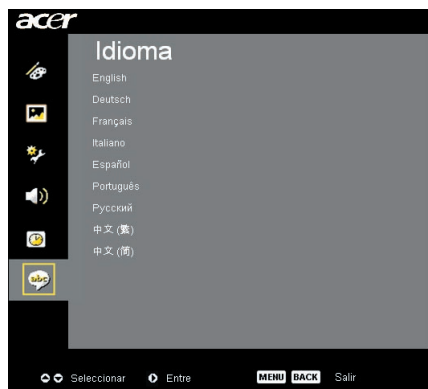 acer
Idioma
English
Deutsch
Français
Italiano
Español
Português
Русский
中文 (繁)
中文 (简)
abc
Seleccionar Entre MENU BACK Salir